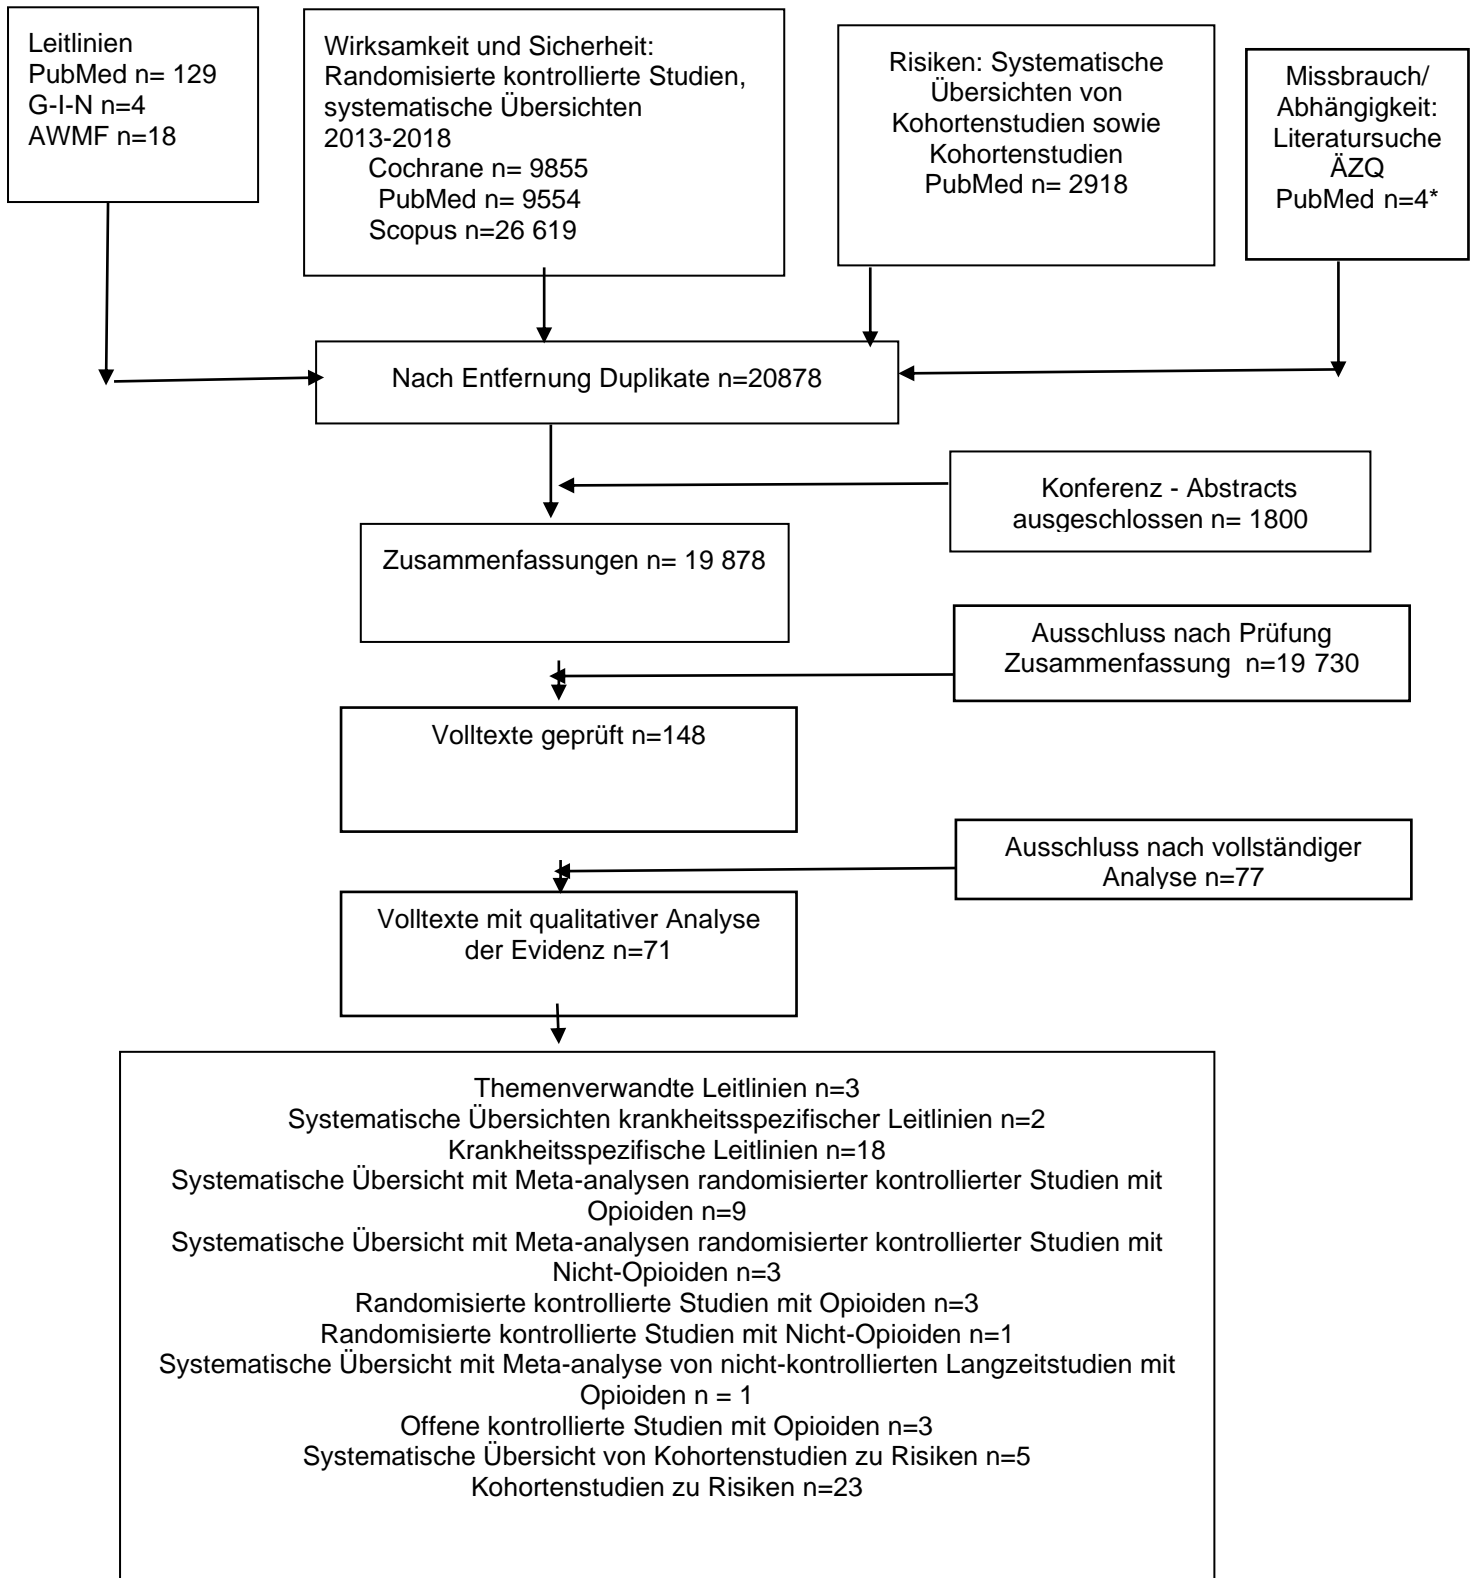 Leitlinien
PubMed n= 129
G-I-N n=4
AWMF n=18
Wirksamkeit und Sicherheit:
Randomisierte kontrollierte Studien,
systematische Übersichten
2013-2018
Cochrane n= 9855
PubMed n= 9554
Scopus n=26 619
Risiken: Systematische
Übersichten von
Kohortenstudien sowie
Kohortenstudien
PubMed n= 2918
Missbrauch/
Abhängigkeit:
Literatursuche
ÄZQ
PubMed n=4*
Nach Entfernung Duplikate n=20878
Konferenz - Abstracts
ausgeschlossen n= 1800
Zusammenfassungen n= 19 878
Ausschluss nach Prüfung
Zusammenfassung n=19 730
Volltexte geprüft n=148
Ausschluss nach vollständiger
Analyse n=77
Volltexte mit qualitativer Analyse
der Evidenz n=71
Themenverwandte Leitlinien n=3
Systematische Übersichten krankheitsspezifischer Leitlinien n=2
Krankheitsspezifische Leitlinien n=18
Systematische Übersicht mit Meta-analysen randomisierter kontrollierter Studien mit
Opioiden n=9
Systematische Übersicht mit Meta-analysen randomisierter kontrollierter Studien mit
Nicht-Opioiden n=3
Randomisierte kontrollierte Studien mit Opioiden n=3
Randomisierte kontrollierte Studien mit Nicht-Opioiden n=1
Systematische Übersicht mit Meta-analyse von nicht-kontrollierten Langzeitstudien mit
Opioiden n = 1
Offene kontrollierte Studien mit Opioiden n=3
Systematische Übersicht von Kohortenstudien zu Risiken n=5
Kohortenstudien zu Risiken n=23